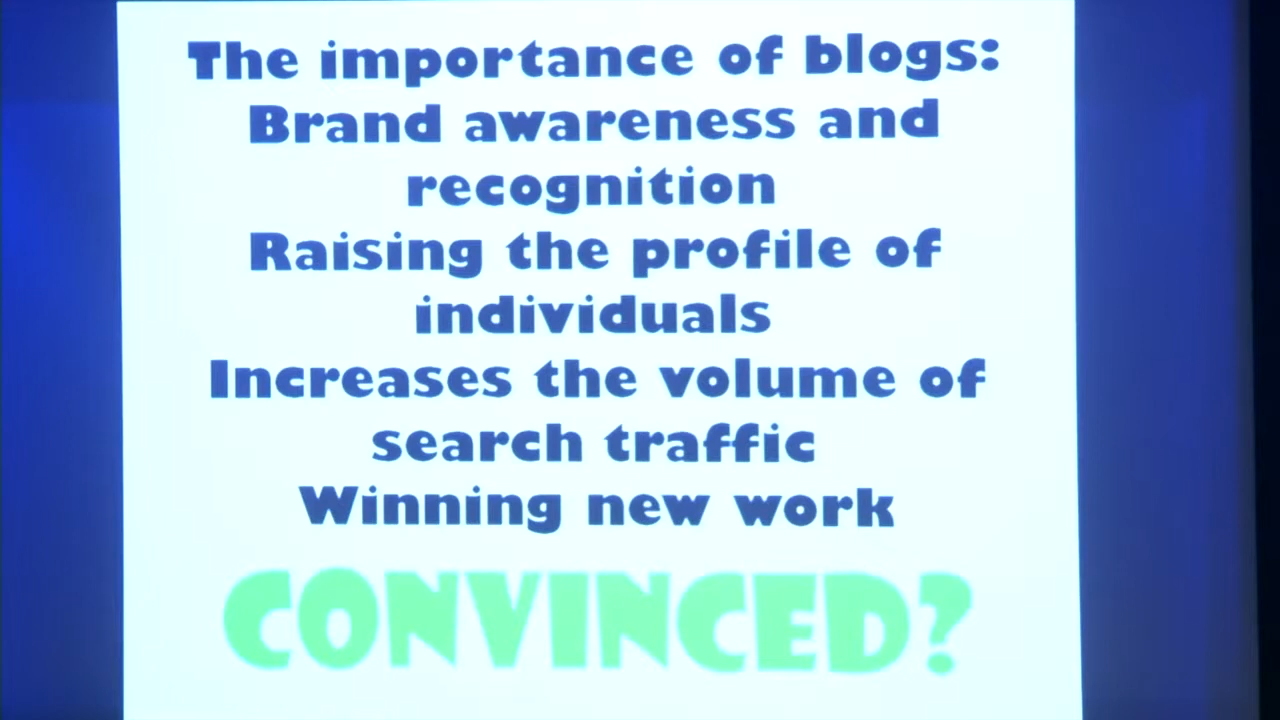 The importance of blogs:
Brand awareness and
recognition
Raising the profile of
individuals
Increases the volume of
search traffic
Winning new work
CONVINCED?